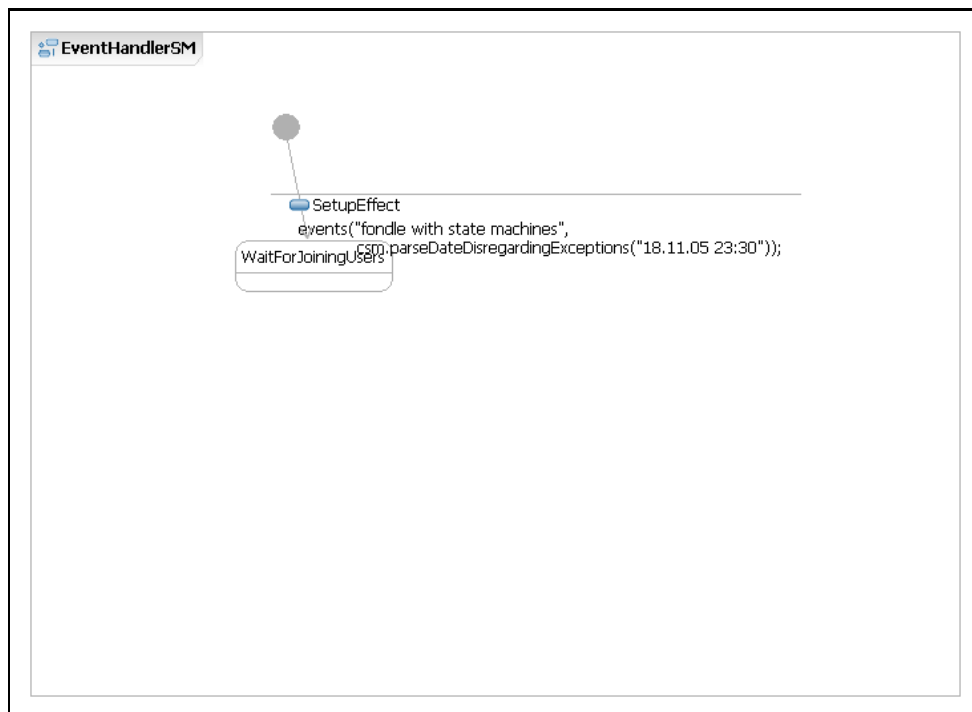 EventHandlerSM
SetupEffect
events("fondle with state machines",
csm.parseDateDisregardingExceptions("18.11.05 23:30"));
WaitForJoiningUsers